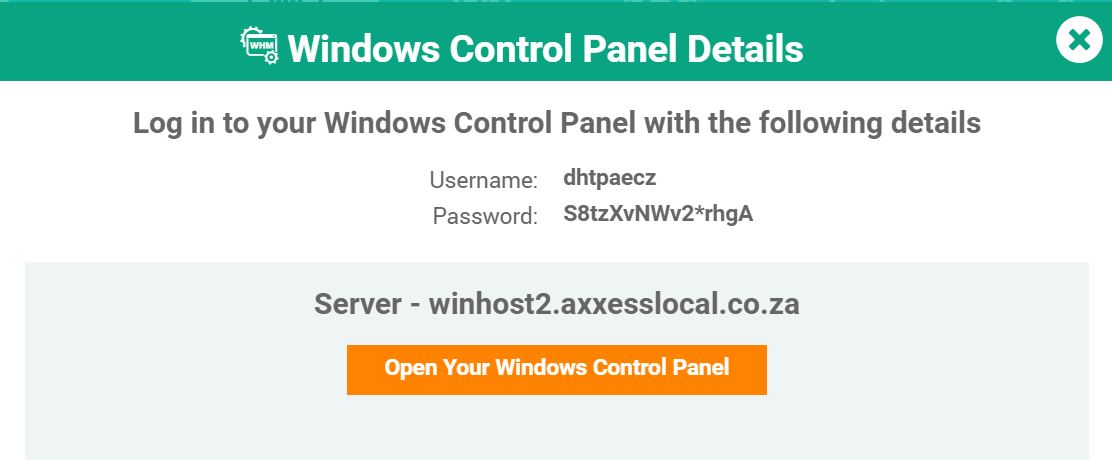 WHM
Windows Control Panel Details
Log in to your Windows Control Panel with the following details
Username: dhtpaecz
Password: S8tzXvNWv2*rhgA
Server - winhost2.axxesslocal.co.za
Open Your Windows Control Panel